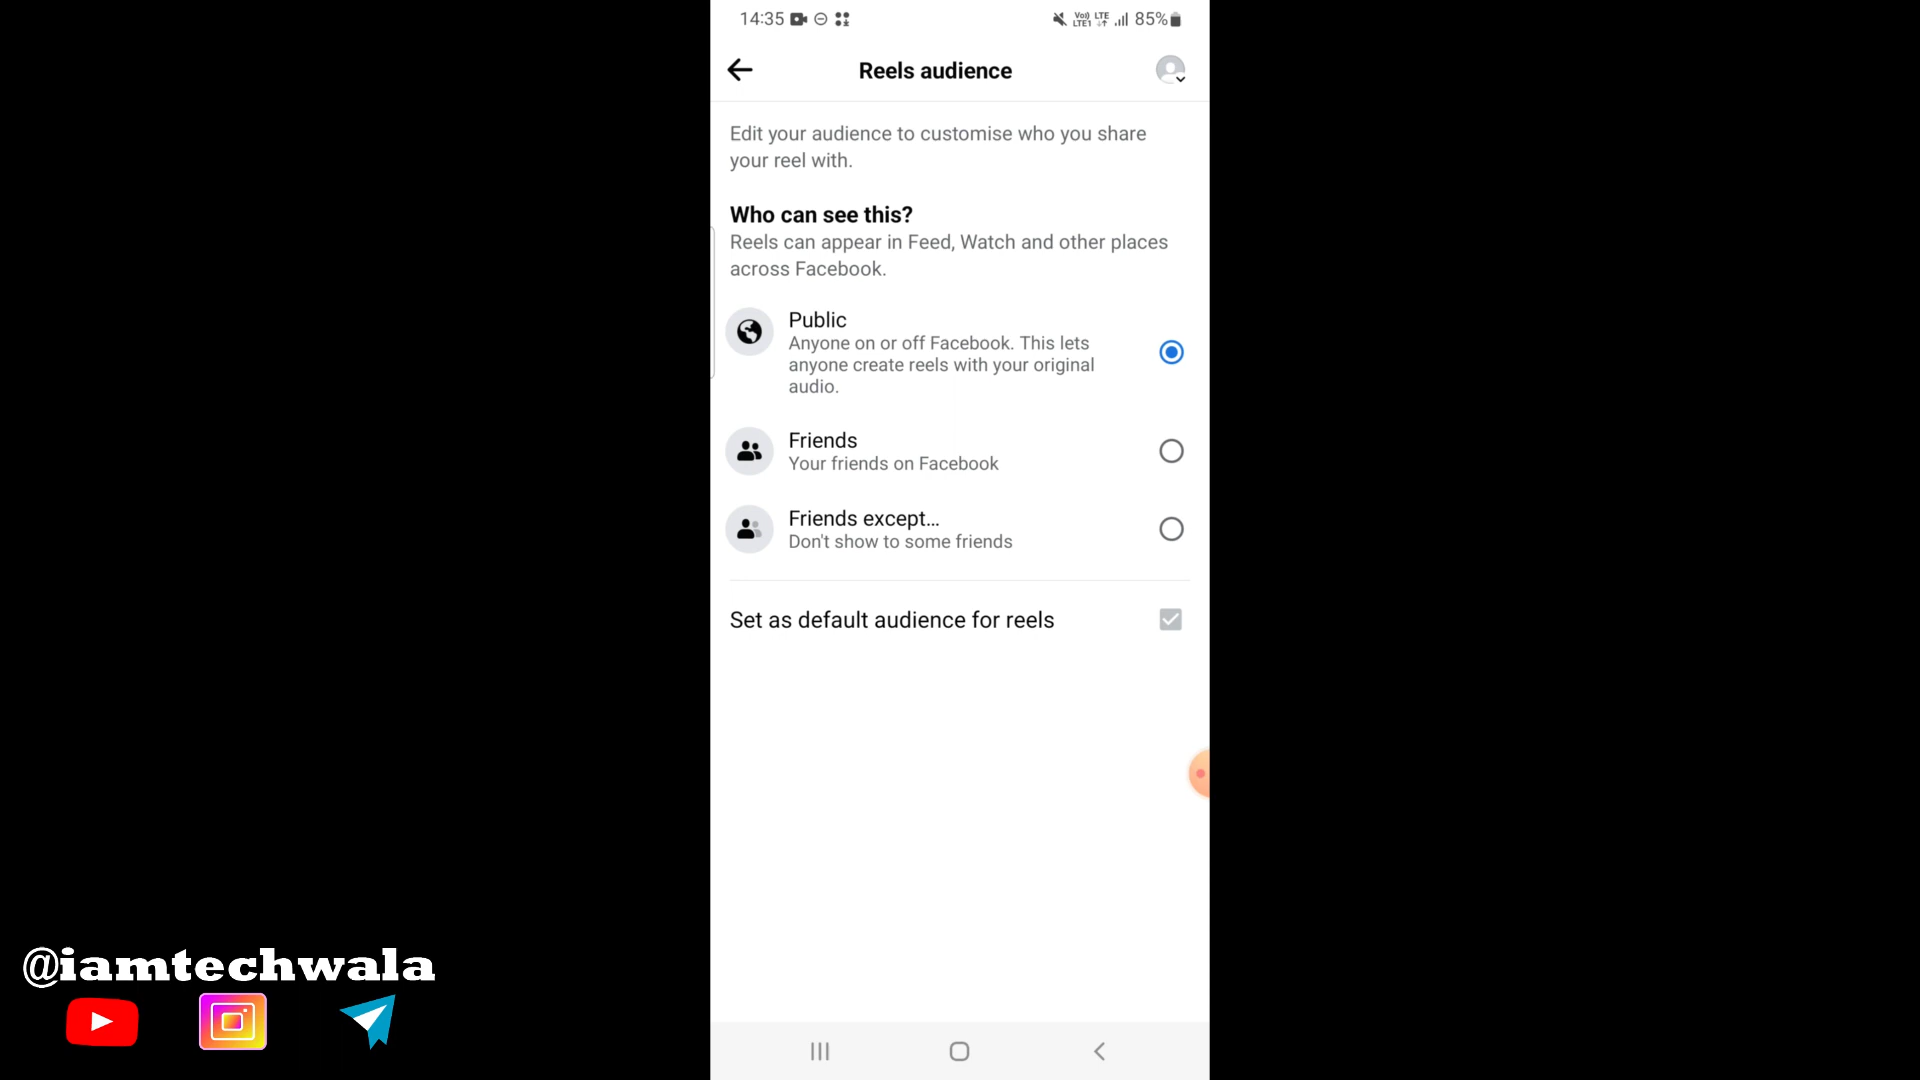 14:35
Voi) LTE
LTE1
85%
Reels audience
Edit your audience to customise who you share
your reel with.
Who can see this?
Reels can appear in Feed, Watch and other places
across Facebook.
Public
Anyone on or off Facebook. This lets
anyone create reels with your original
audio.
Friends
Your friends on Facebook
Friends except...
Don't show to some friends
Set as default audience for reels
@iamtechwala